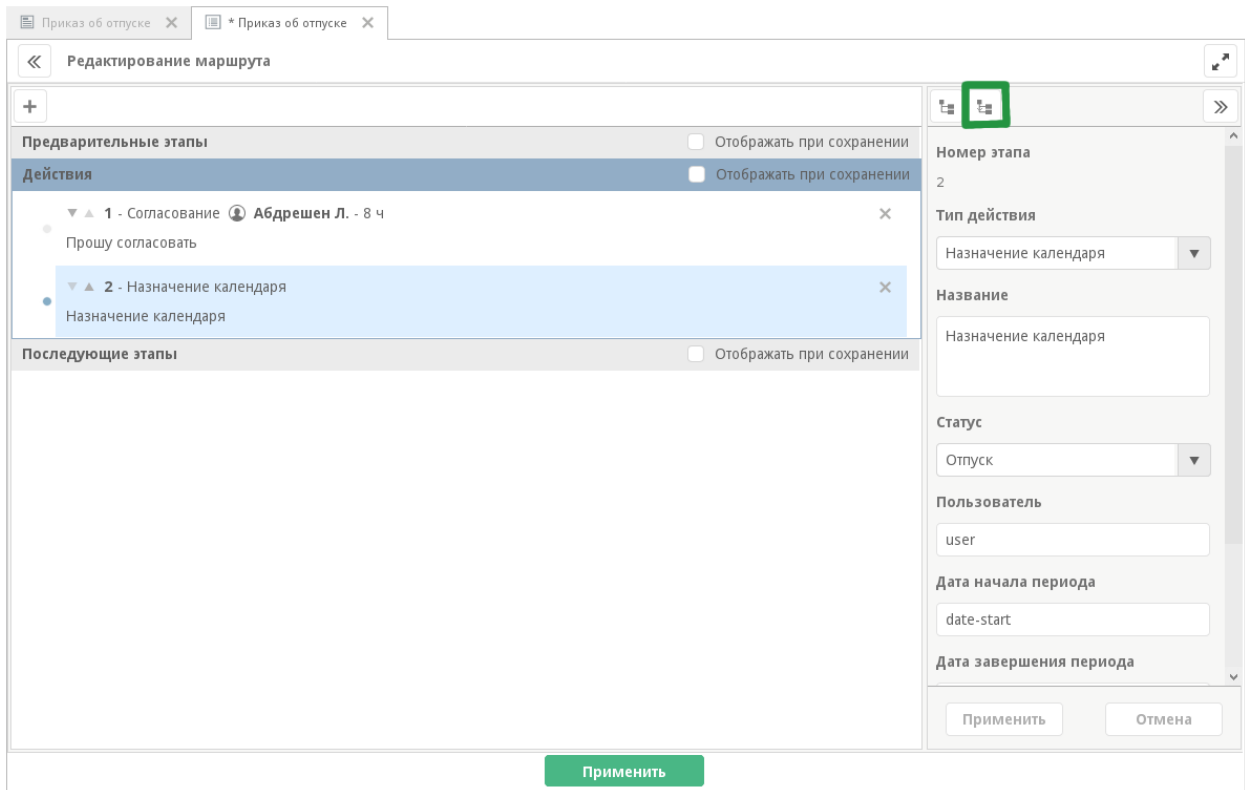 Приказ об отпуске
* Приказ об отпуске
Редактирование маршрута
Предварительные этапы
Отображать при сохранении
Действия
Отображать при сохранении
1 - Согласование Абдрешен Л. - 8 ч
Прошу согласовать
2 - Назначение календаря
Назначение календаря
Последующие этапы
Отображать при сохранении
Номер этапа
2
Тип действия
Назначение календаря
Название
Назначение календаря
Статус
Отпуск
Пользователь
user
Дата начала периода
date-start
Дата завершения периода
Применить
Отмена
Применить